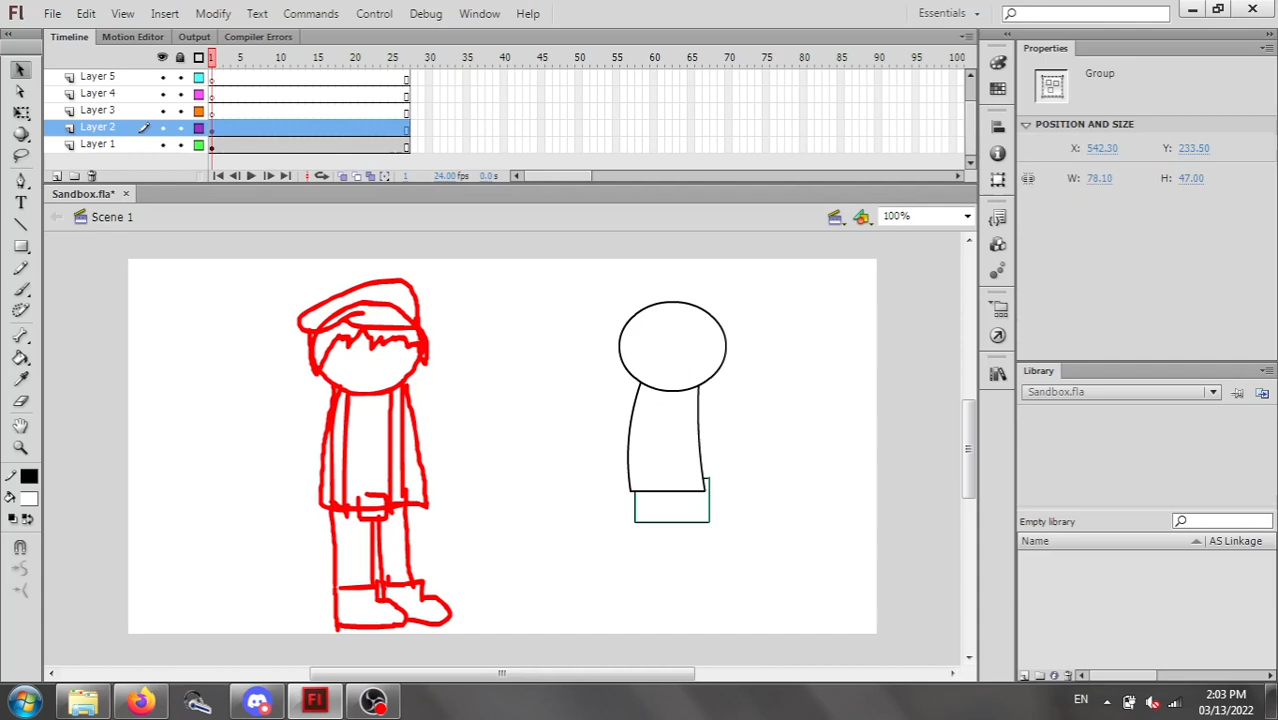 Fl File Edit View Insert Modify Text Commands Control Debug Window Help Essentials
Timeline Motion Editor Output Compiler Errors
1 5 10 15 20 25 30 35 40 45 50 55 60 65 70 75 80 85 90 95 100
Layer 5
Layer 4
Layer 3
Layer 2
Layer 1
1 24.00 fps 0.0 s
Sandbox.fla*
Scene 1 100%
Properties
Group
POSITION AND SIZE
X: 542.30 Y: 233.50
W: 78.10 H: 47.00
Library
Sandbox.fla
Empty library
Name AS Linkage
T
Fl
EN 2:03 PM
03/13/2022